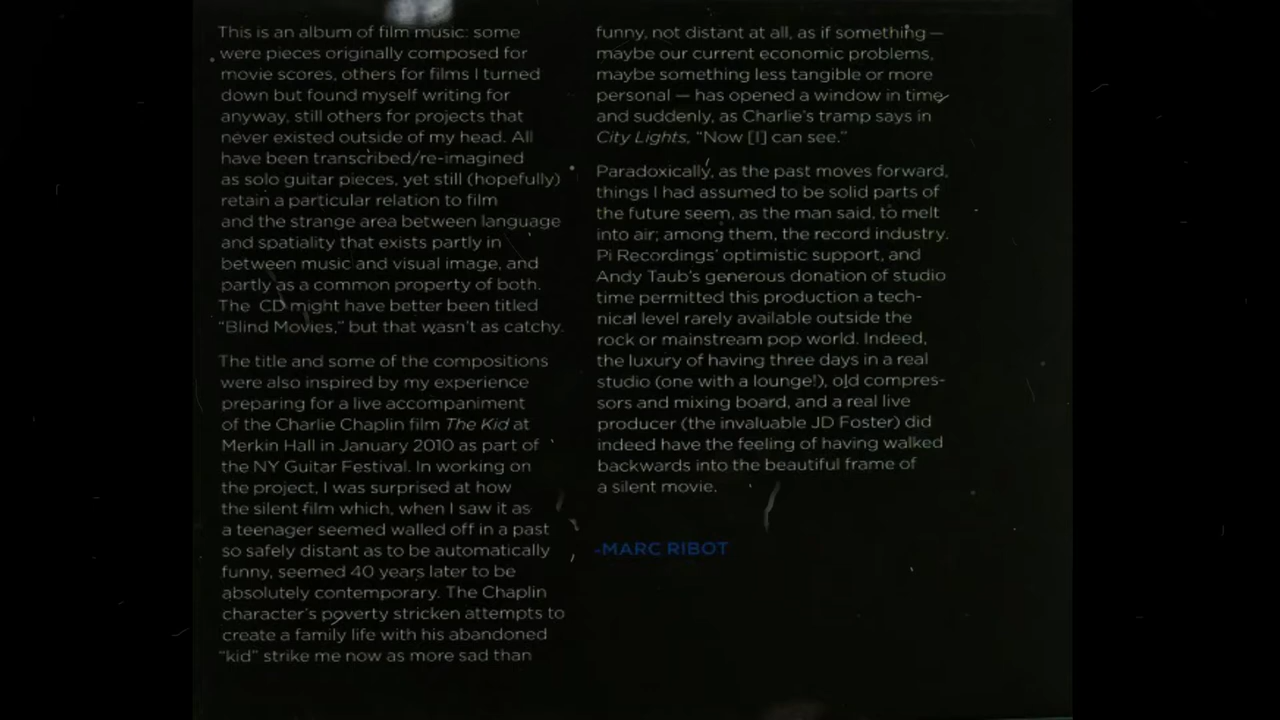 This is an album of film music: some
were pieces originally composed for
movie scores, others for films I turned
down but found myself writing for
anyway, still others for projects that
never existed outside of my head. All
have been transcribed/re-imagined
as solo guitar pieces, yet still (hopefully)
retain a particular relation to film
and the strange area between language
and spatiality that exists partly in
between music and visual image, and
partly as a common property of both.
The CD might have better been titled
“Blind Movies,” but that wasn’t as catchy.
The title and some of the compositions
were also inspired by my experience
preparing for a live accompaniment
of the Charlie Chaplin film The Kid at
Merkin Hall in January 2010 as part of
the NY Guitar Festival. In working on
the project, I was surprised at how
the silent film which, when I saw it as
a teenager seemed walled off in a past
so safely distant as to be automatically
funny, seemed 40 years later to be
absolutely contemporary. The Chaplin
character’s poverty stricken attempts to
create a family life with his abandoned
“kid” strike me now as more sad than
funny, not distant at all, as if something —
maybe our current economic problems,
maybe something less tangible or more
personal — has opened a window in time
and suddenly, as Charlie’s tramp says in
City Lights, “Now [I] can see.”
Paradoxically, as the past moves forward,
things I had assumed to be solid parts of
the future seem, as the man said, to melt
into air; among them, the record industry.
Pi Recordings’ optimistic support, and
Andy Taub’s generous donation of studio
time permitted this production a tech-
nical level rarely available outside the
rock or mainstream pop world. Indeed,
the luxury of having three days in a real
studio (one with a lounge!), old compres-
sors and mixing board, and a real live
producer (the invaluable JD Foster) did
indeed have the feeling of having walked
backwards into the beautiful frame of
a silent movie.
-MARC RIBOT